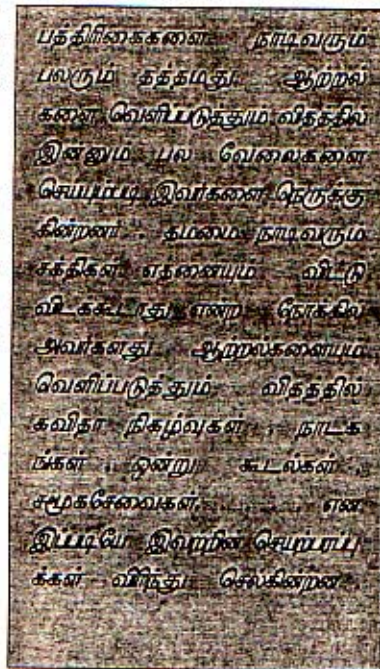 பத்திரிகைகளை நாடிவரும்
பலரும் தத்தமது ஆற்றல்
களை வெளிப்படுத்தும் விதத்தில்
இன்னும் பல வேலைகளை
செய்யும்படி இவர்களை நெருக்கு
கின்றன. தம்மை நாடிவரும்
சக்திகள் எதனையும் விட்டு
விடக்கூடாது என்ற நோக்கில்
அவர்களது ஆற்றல்களையும்
வெளிப்படுத்தும் விதத்தில்
கவிதா நிகழ்வுகள், நாடக
ங்கள், ஒன்று கூடல்கள்,
சமூகசேவைகள்,.......... என
இப்படியே இவற்றின் செயற்பரப்பு
க்கள் விரிந்து செல்கின்றன.